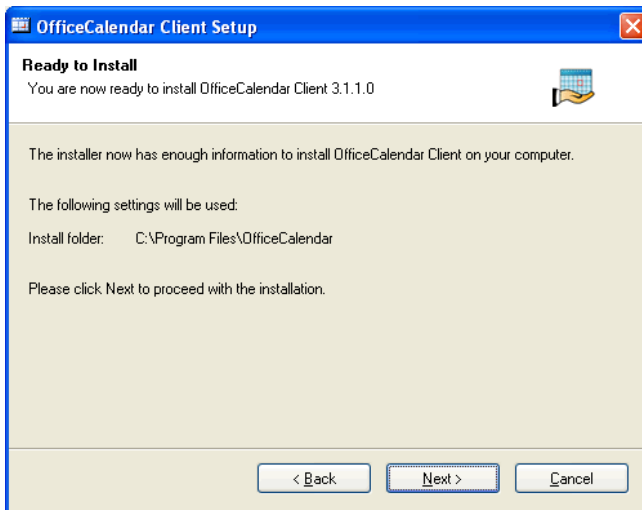 OfficeCalendar Client Setup
Ready to Install
You are now ready to install OfficeCalendar Client 3.1.1.0
The installer now has enough information to install OfficeCalendar Client on your computer.
The following settings will be used:
Install folder: C:\Program Files\OfficeCalendar
Please click Next to proceed with the installation.
< Back Next > Cancel